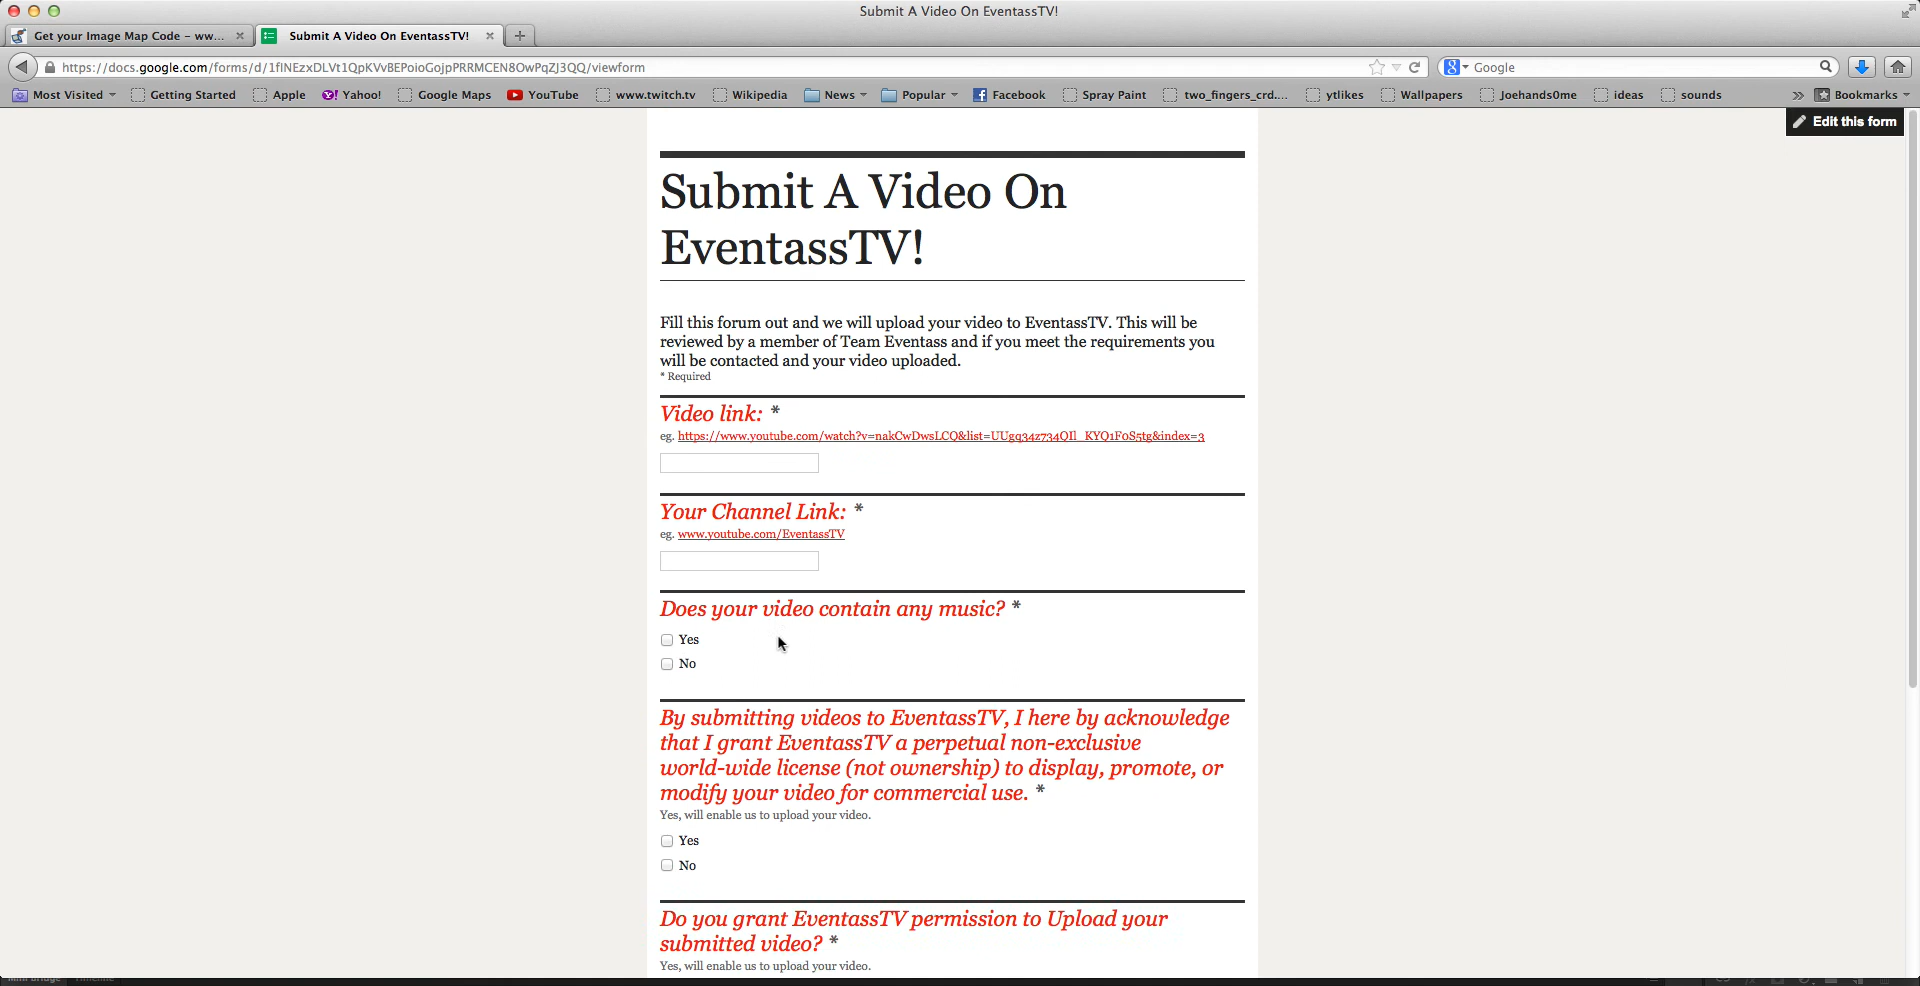 Submit A Video On EventassTV!
Get your Image Map Code – ww...
Submit A Video On EventassTV!
https://docs.google.com/forms/d/1fINEzxDLVt1QpKVvBEPoioGojpPRRMCEN8OwPqZJ3QQ/viewform
Google
Most Visited Getting Started Apple Yahoo! Google Maps YouTube www.twitch.tv Wikipedia News Popular Facebook Spray Paint two_fingers_crd.... ytlikes Wallpapers Joehands0me ideas sounds » Bookmarks
Edit this form
Submit A Video On
EventassTV!
Fill this forum out and we will upload your video to EventassTV. This will be
reviewed by a member of Team Eventass and if you meet the requirements you
will be contacted and your video uploaded.
* Required
Video link: *
eg. https://www.youtube.com/watch?v=nakCwDwsLCQ&list=UUgq34z734QIl_KYQ1F0S5tg&index=3
Your Channel Link: *
eg. www.youtube.com/EventassTV
Does your video contain any music? *
Yes
No
By submitting videos to EventassTV, I here by acknowledge
that I grant EventassTV a perpetual non-exclusive
world-wide license (not ownership) to display, promote, or
modify your video for commercial use. *
Yes, will enable us to upload your video.
Yes
No
Do you grant EventassTV permission to Upload your
submitted video? *
Yes, will enable us to upload your video.